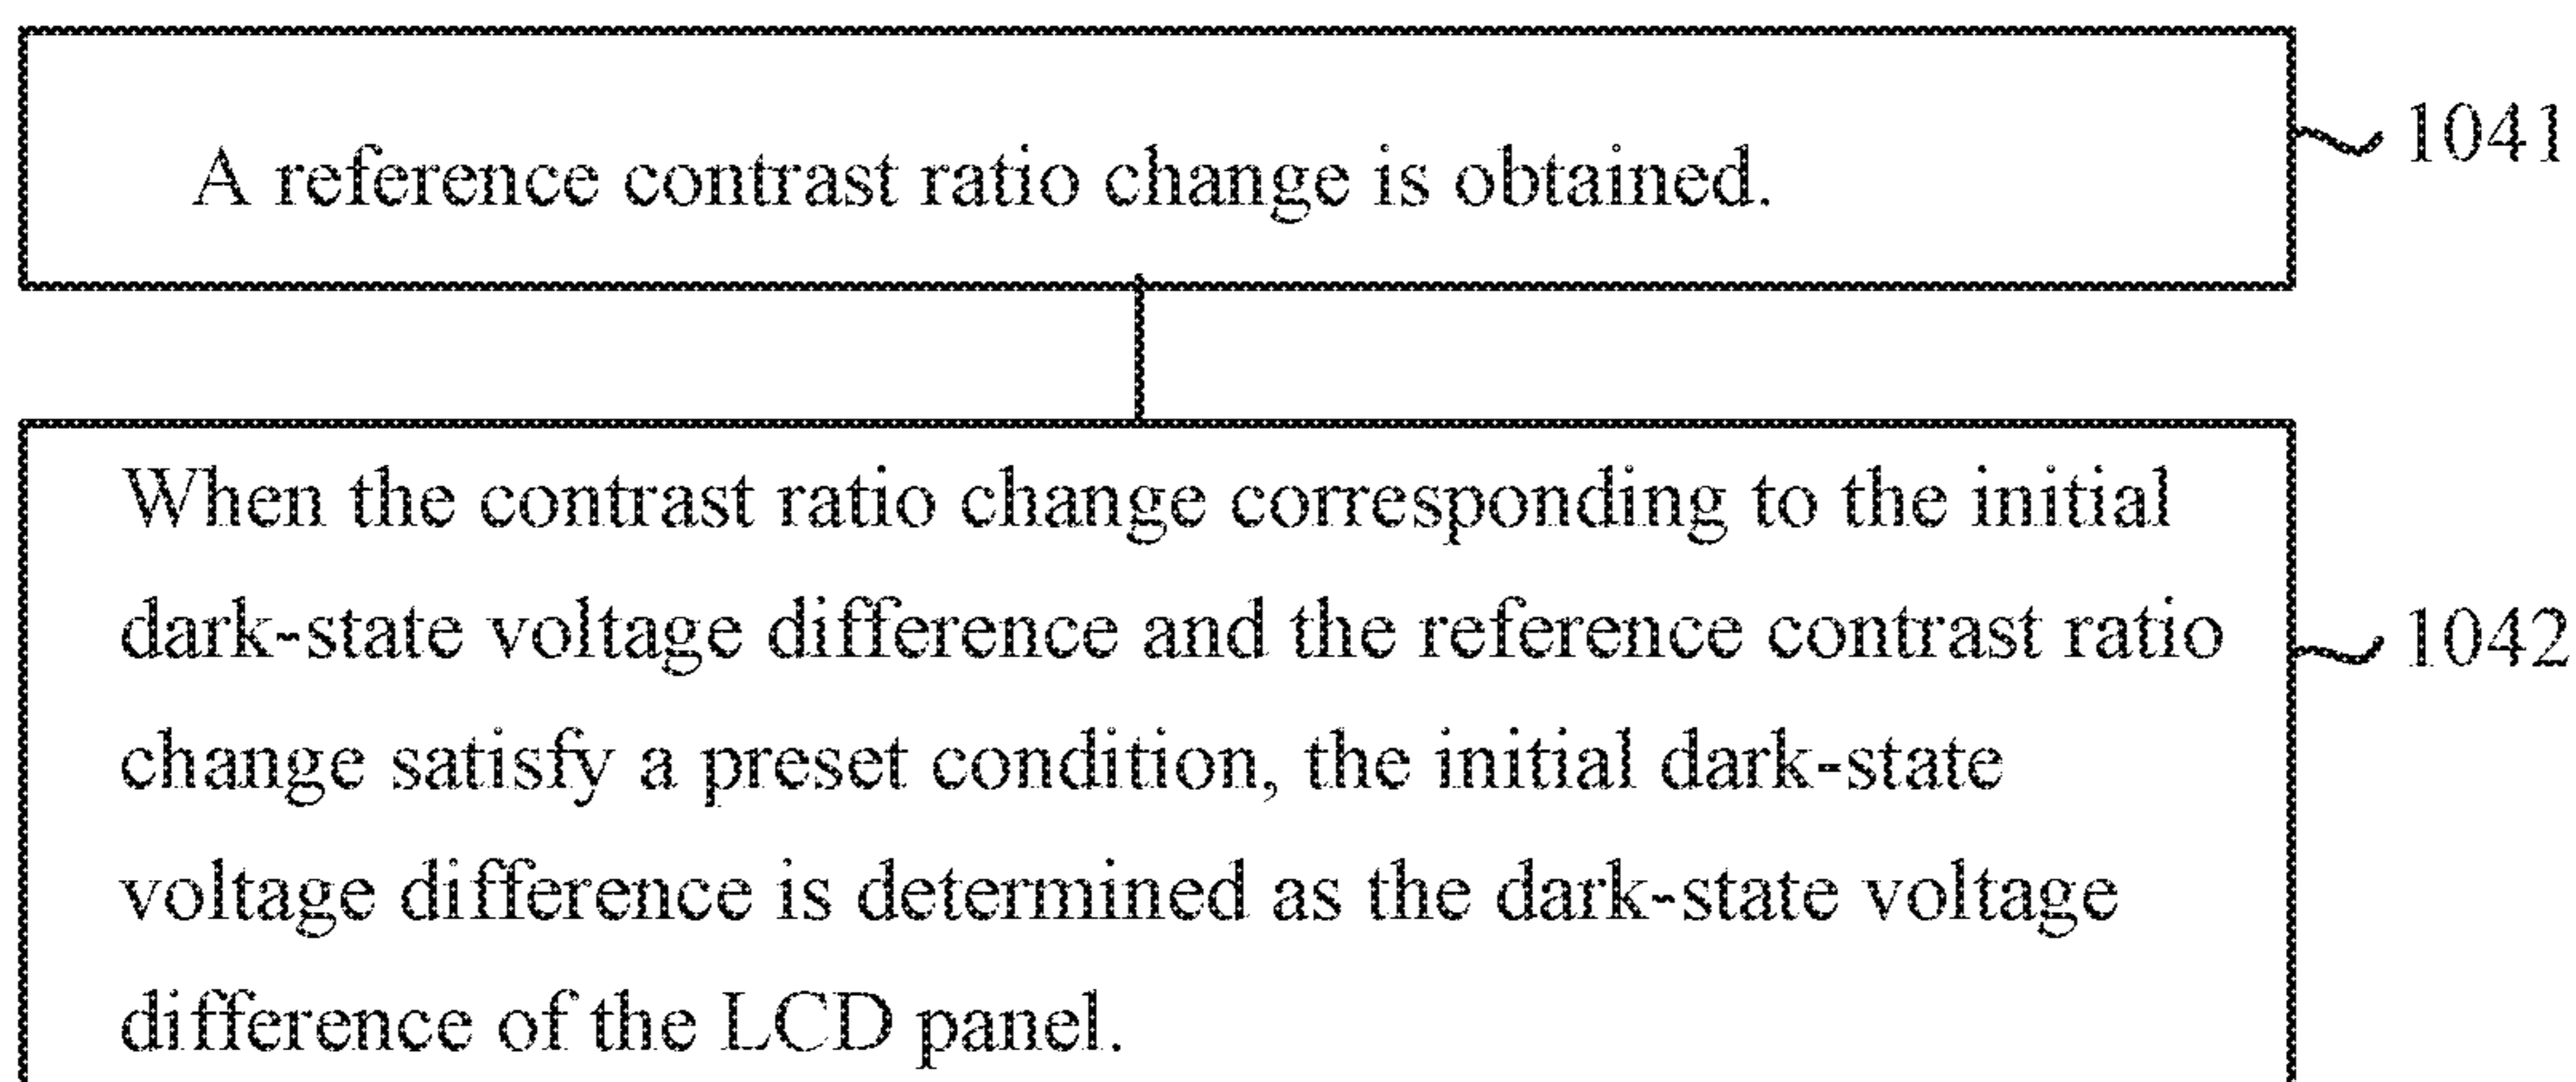 A reference contrast ratio change is obtained.
1041
When the contrast ratio change corresponding to the initial
dark-state voltage difference and the reference contrast ratio
change satisfy a preset condition, the initial dark-state
voltage difference is determined as the dark-state voltage
difference of the LCD panel.
1042